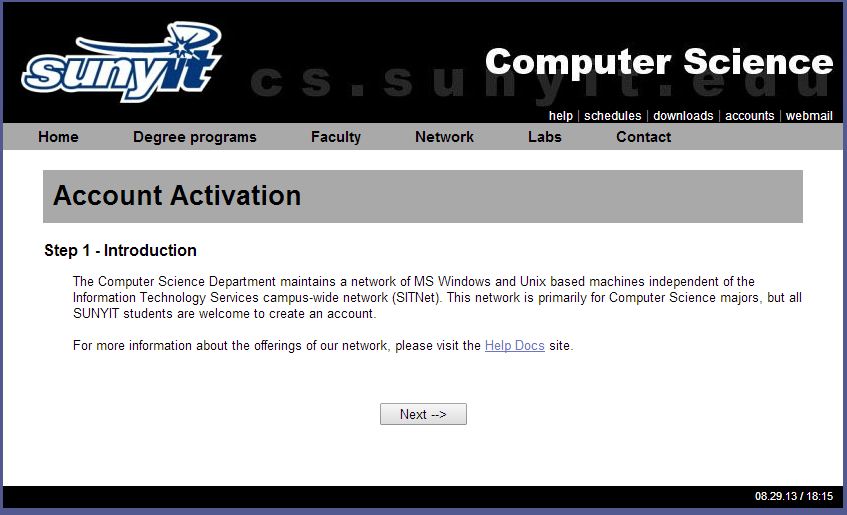 sunyit
cs.sunyit.edu
Computer Science
help | schedules | downloads | accounts | webmail
Home Degree programs Faculty Network Labs Contact
Account Activation
Step 1 - Introduction
The Computer Science Department maintains a network of MS Windows and Unix based machines independent of the
Information Technology Services campus-wide network (SITNet). This network is primarily for Computer Science majors, but all
SUNYIT students are welcome to create an account.
For more information about the offerings of our network, please visit the Help Docs site.
Next -->
08.29.13 / 18:15